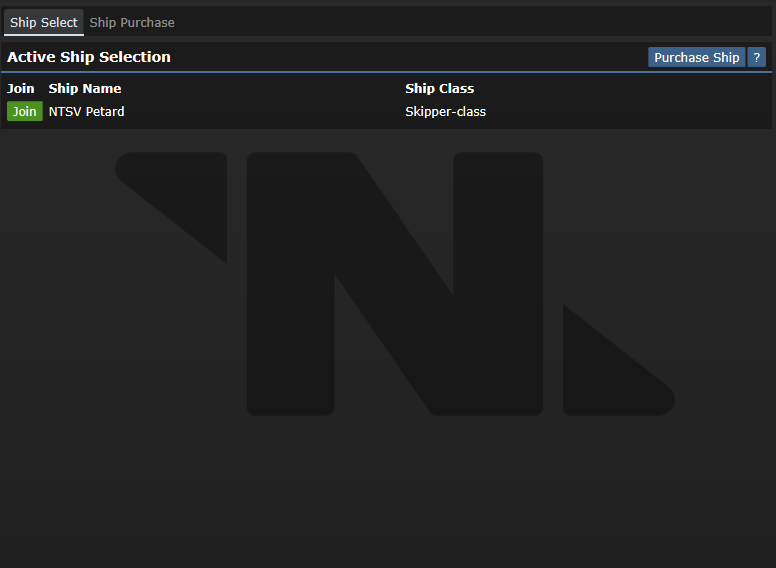 Ship Select Ship Purchase
Active Ship Selection Purchase Ship ?
Join Ship Name Ship Class
Join NTSV Petard Skipper-class
N